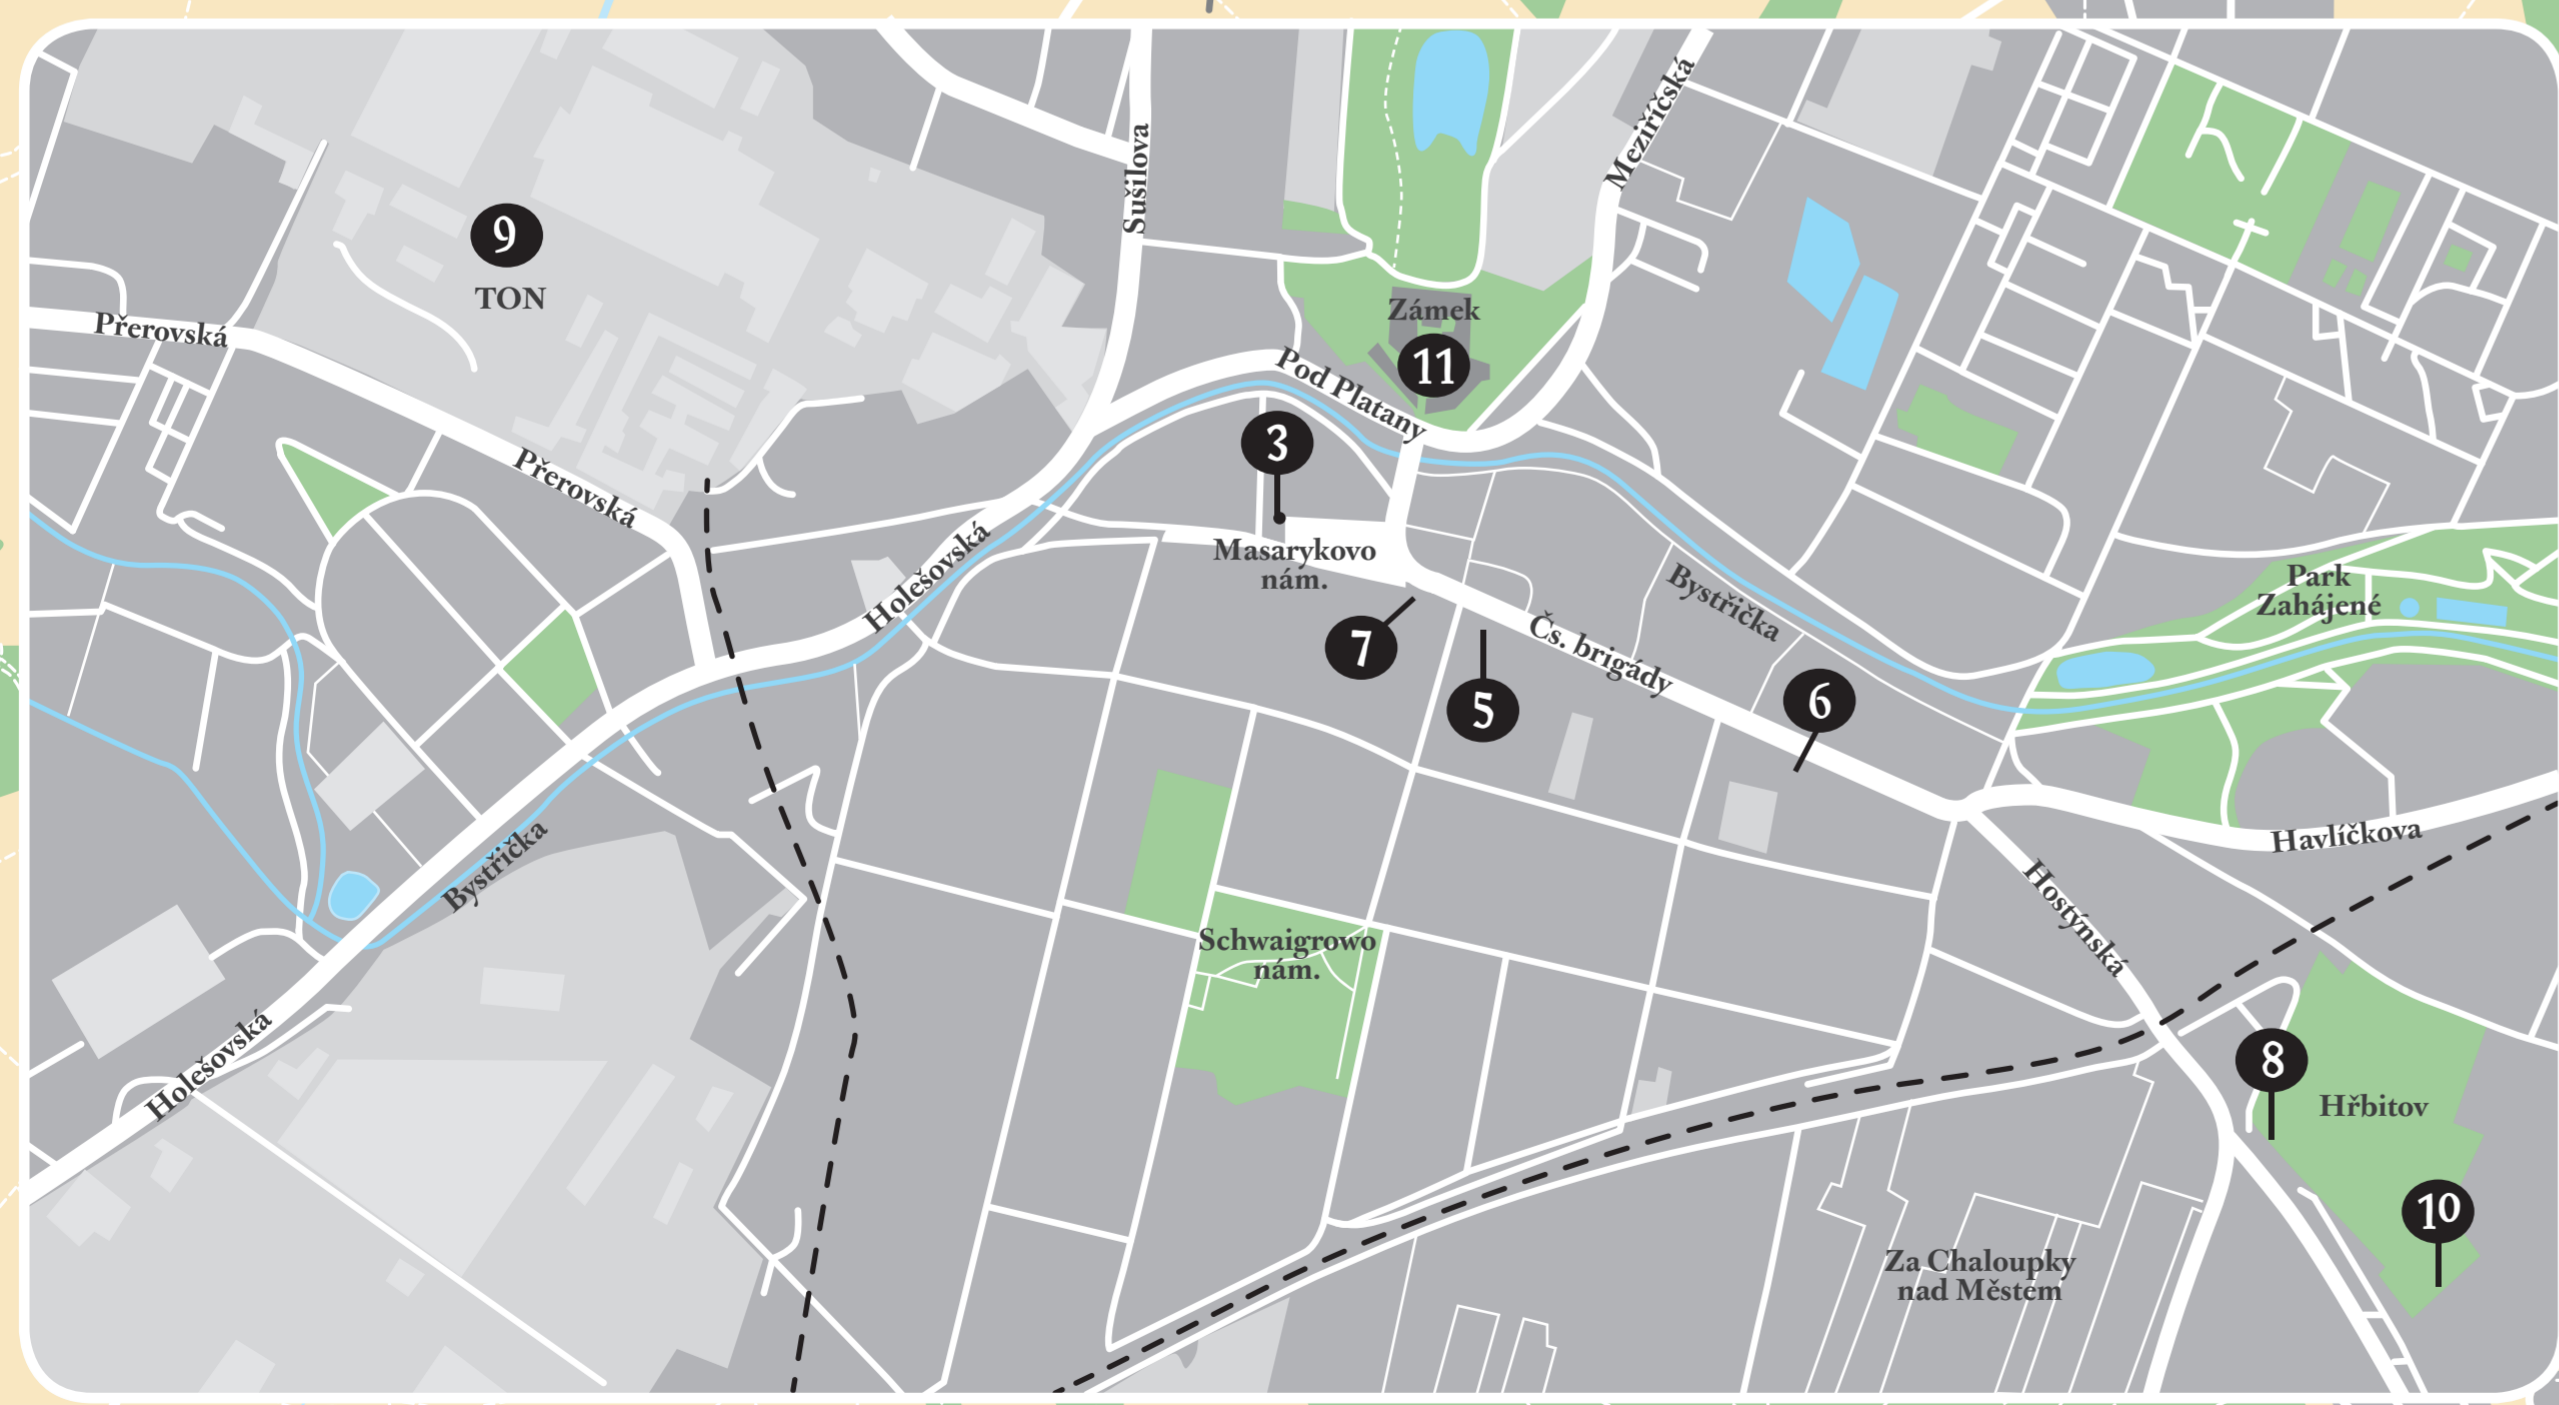 Sušilova
Meziříčská
9
TON
Zámek
11
Přerovská
Pod Platany
3
Přerovská
Masarykovo
nám.
Holešovská
7
Bystřička
Park
Zahájené
Čs. brigády
5
6
Bystřička
Havlíčkova
Hostýnská
Schwaigrowo
nám.
Holešovská
8
Hřbitov
10
Za Chaloupky
nad Městem